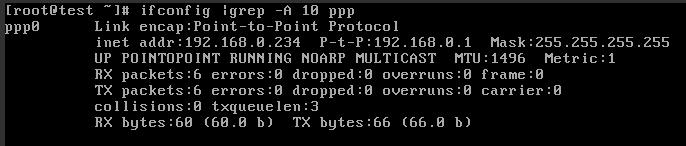 [root@test ~]# ifconfig |grep -A 10 ppp
ppp0      Link encap:Point-to-Point Protocol
          inet addr:192.168.0.234  P-t-P:192.168.0.1  Mask:255.255.255.255
          UP POINTOPOINT RUNNING NOARP MULTICAST  MTU:1496  Metric:1
          RX packets:6 errors:0 dropped:0 overruns:0 frame:0
          TX packets:6 errors:0 dropped:0 overruns:0 carrier:0
          collisions:0 txqueuelen:3
          RX bytes:60 (60.0 b)  TX bytes:66 (66.0 b)